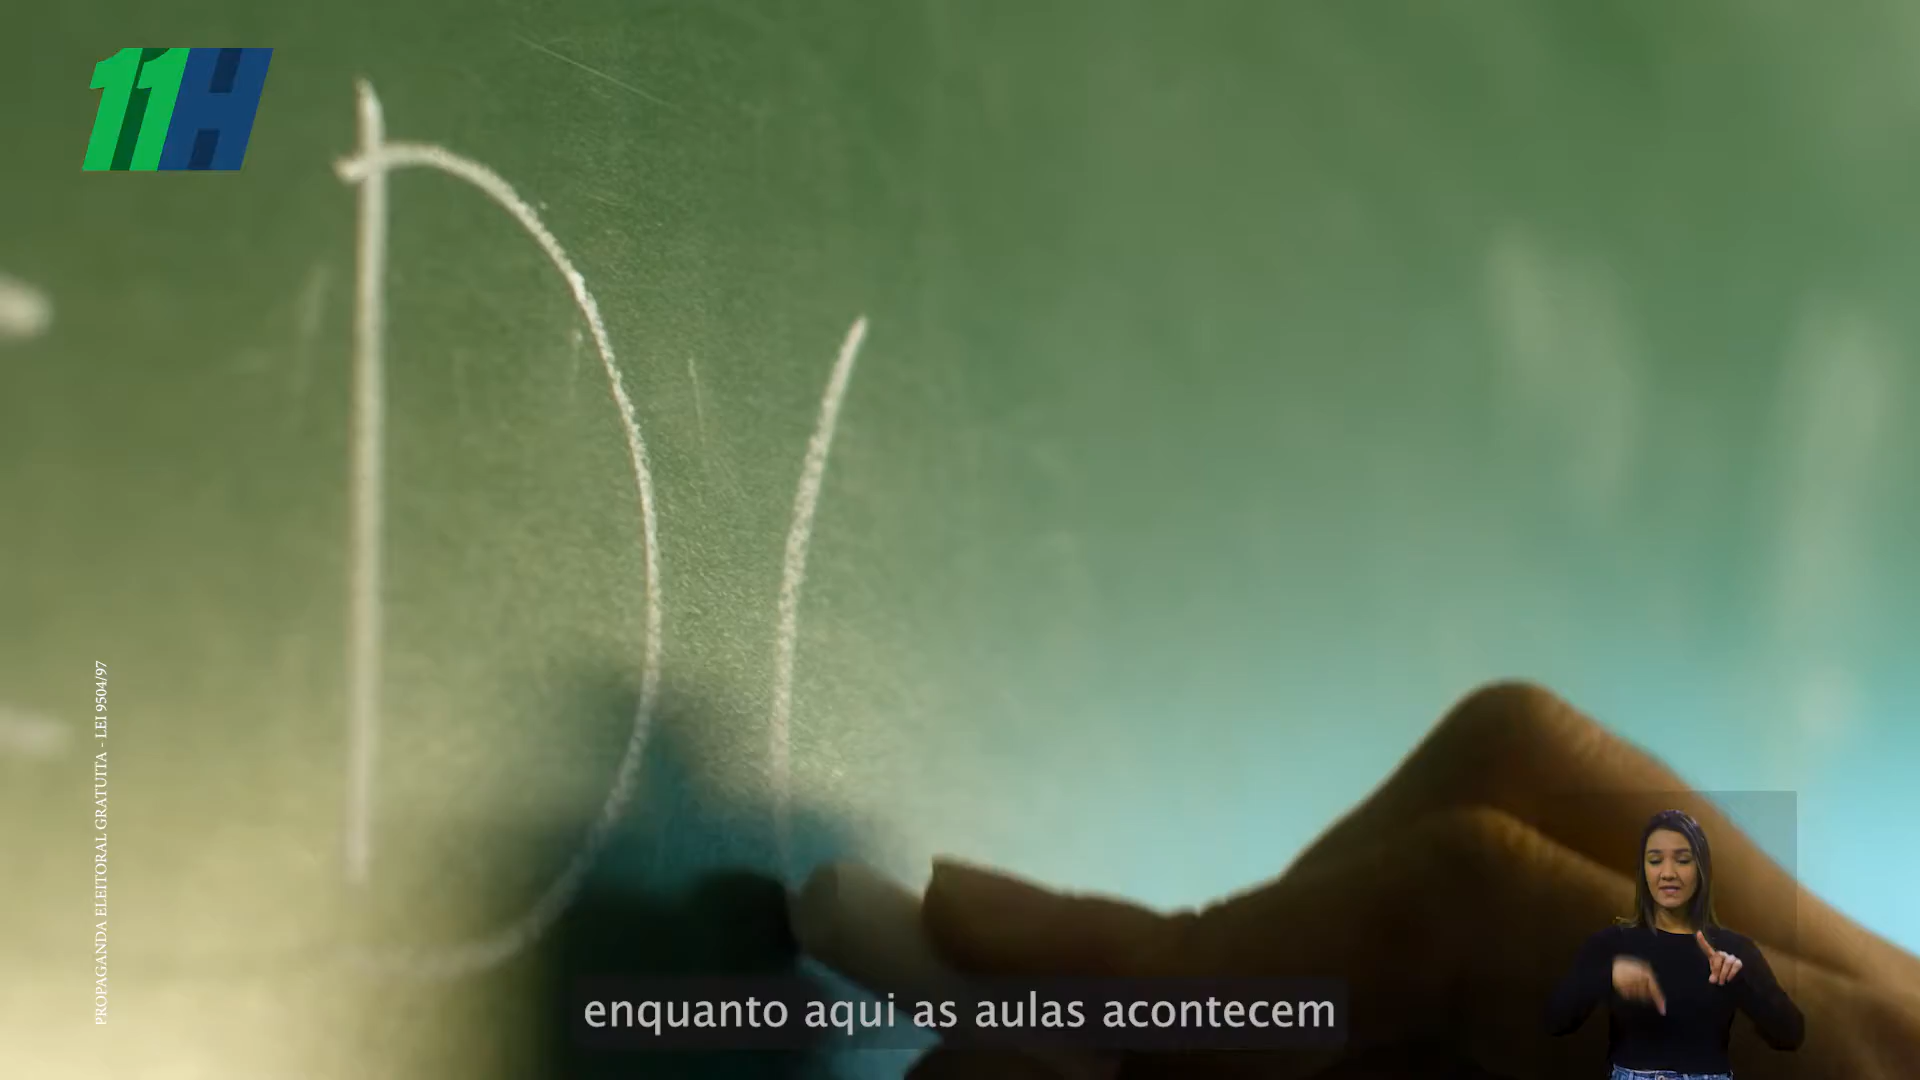 11H
D
PROPAGANDA ELEITORAL GRATUITA - LEI 9504/97
enquanto aqui as aulas acontecem